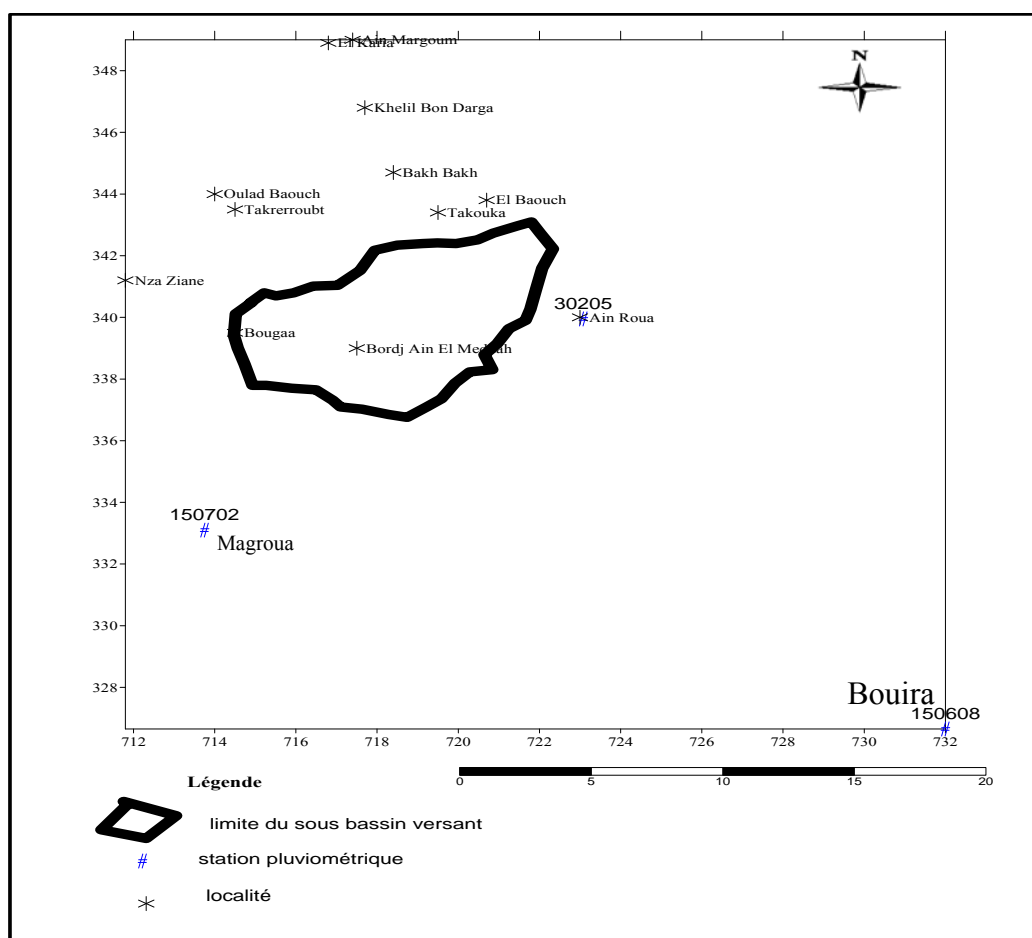 N
348
El Karia
Ain Margoum
Khelil Bon Darga
346
Bakh Bakh
344
Oulad Baouch
El Baouch
Takrerroubt
Takouka
342
Nza Ziane
30205
340
Ain Roua
Bougaa
Bordj Ain El Medkah
338
336
334
150702
Magroua
332
330
328
Bouira
150608
712 714 716 718 720 722 724 726 728 730 732
Légende
0 5 10 15 20
limite du sous bassin versant
station pluviométrique
localité